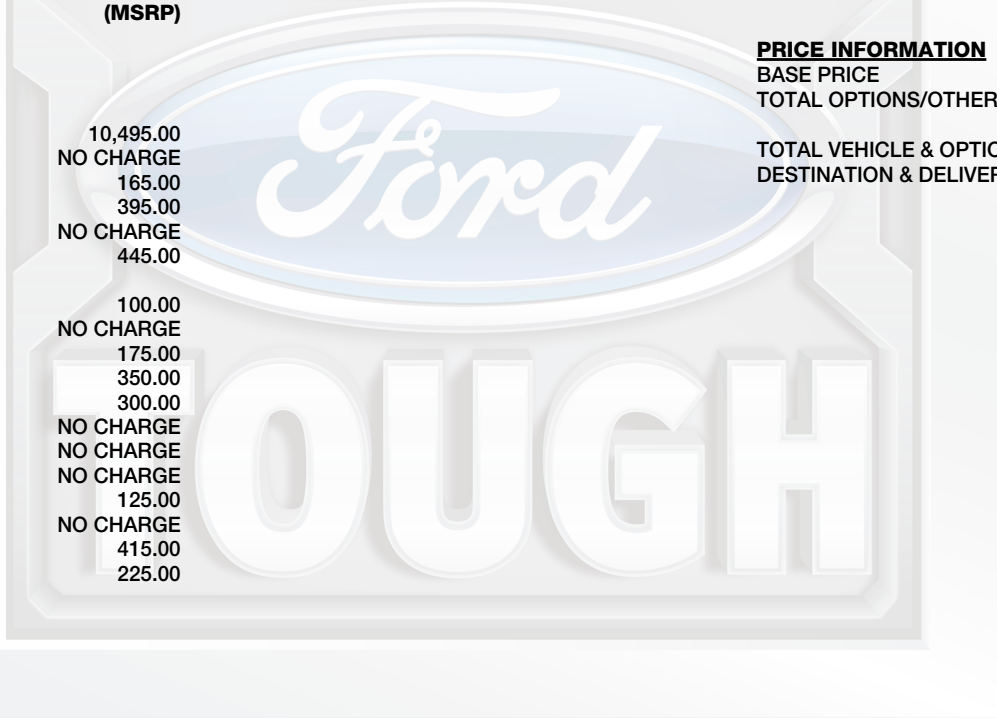 (MSRP)
10,495.00
NO CHARGE
165.00
395.00
NO CHARGE
445.00
100.00
NO CHARGE
175.00
350.00
300.00
NO CHARGE
NO CHARGE
NO CHARGE
125.00
NO CHARGE
415.00
225.00
PRICE INFORMATION
BASE PRICE
TOTAL OPTIONS/OTHER
TOTAL VEHICLE & OPTIO
DESTINATION & DELIVER
Ford
TOUGH